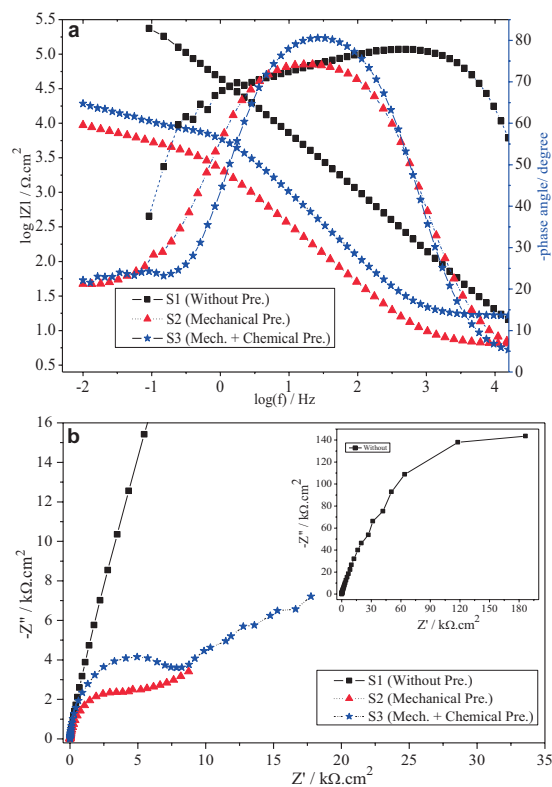 a
log |Z| / Ω.cm²
5.5
5.0
4.5
4.0
3.5
3.0
2.5
2.0
1.5
1.0
0.5
-phase angle/ degree
80
70
60
50
40
30
20
10
0
S1 (Without Pre.)
S2 (Mechanical Pre.)
S3 (Mech. + Chemical Pre.)
-2 -1 0 1 2 3 4
log(f) / Hz
b
-Z" / kΩ.cm²
16
14
12
10
8
6
4
2
0
-Z" / kΩ.cm²
140
120
100
80
60
40
20
0
Without
0 30 60 90 120 150 180
Z' / kΩ.cm²
S1 (Without Pre.)
S2 (Mechanical Pre.)
S3 (Mech. + Chemical Pre.)
0 5 10 15 20 25 30 35
Z' / kΩ.cm²